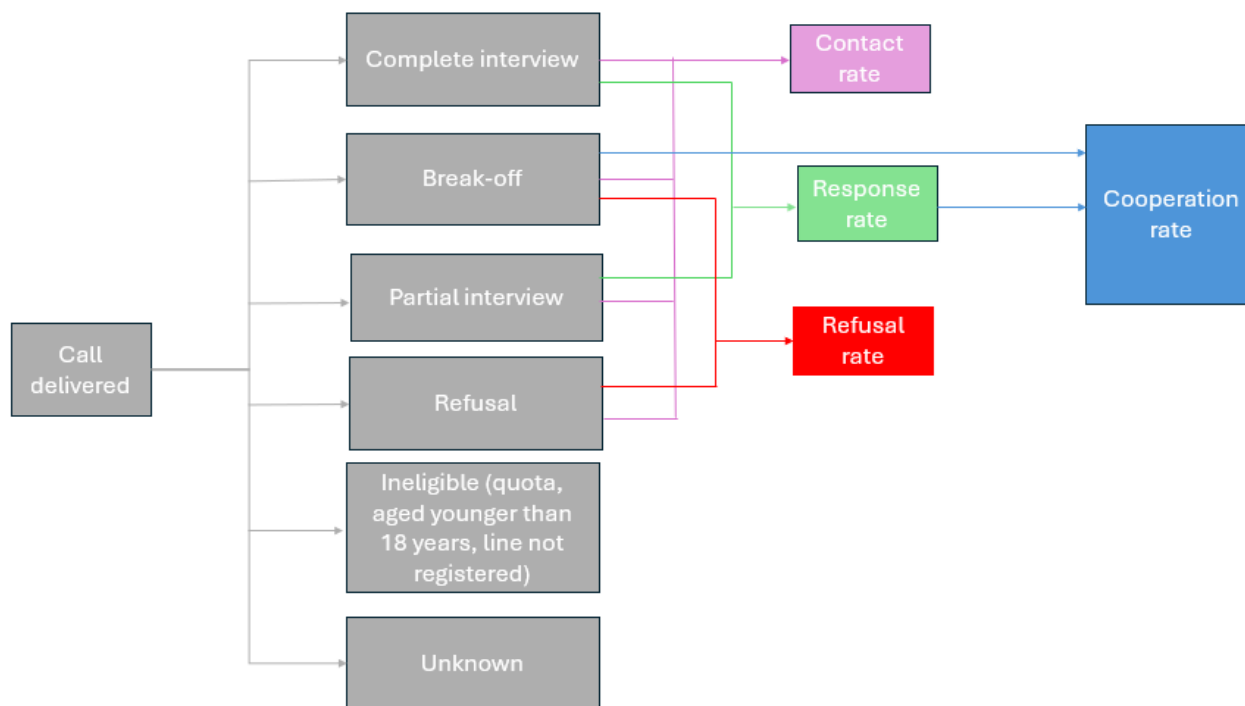 Complete interview
Contact
rate
Break-off
Response
rate
Cooperation
rate
Partial interview
Call
delivered
Refusal
rate
Refusal
Ineligible (quota,
aged younger than
18 years, line not
registered)
Unknown